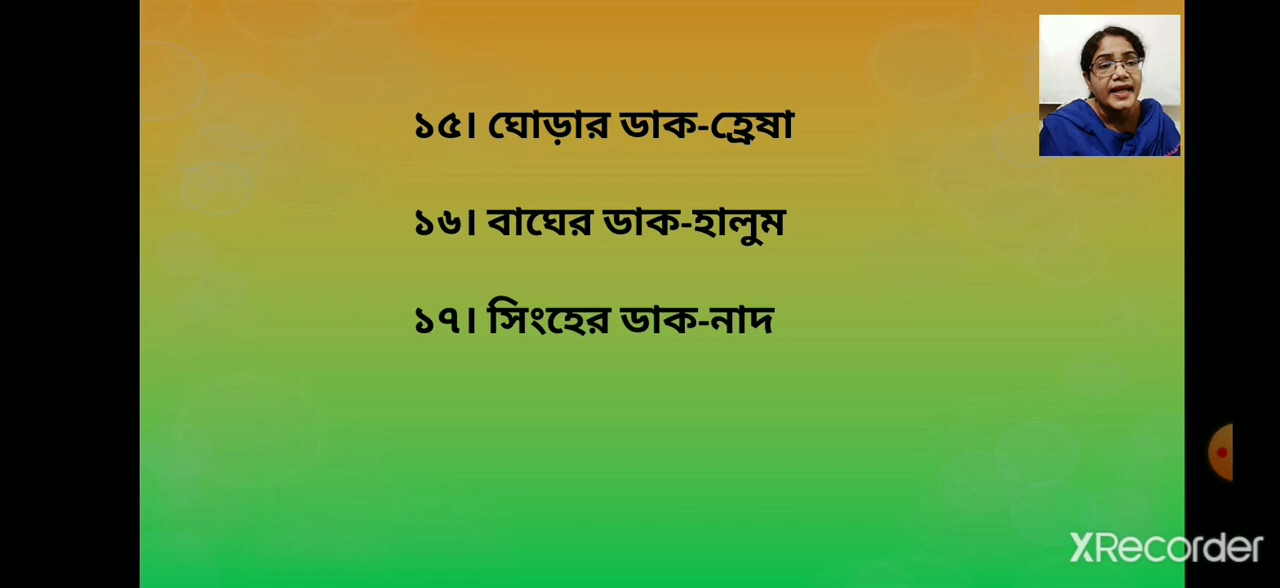 ১৫। ঘোড়ার ডাক-হ্রেষা
১৬। বাঘের ডাক-হালুম
১৭। সিংহের ডাক-নাদ
XRecorder